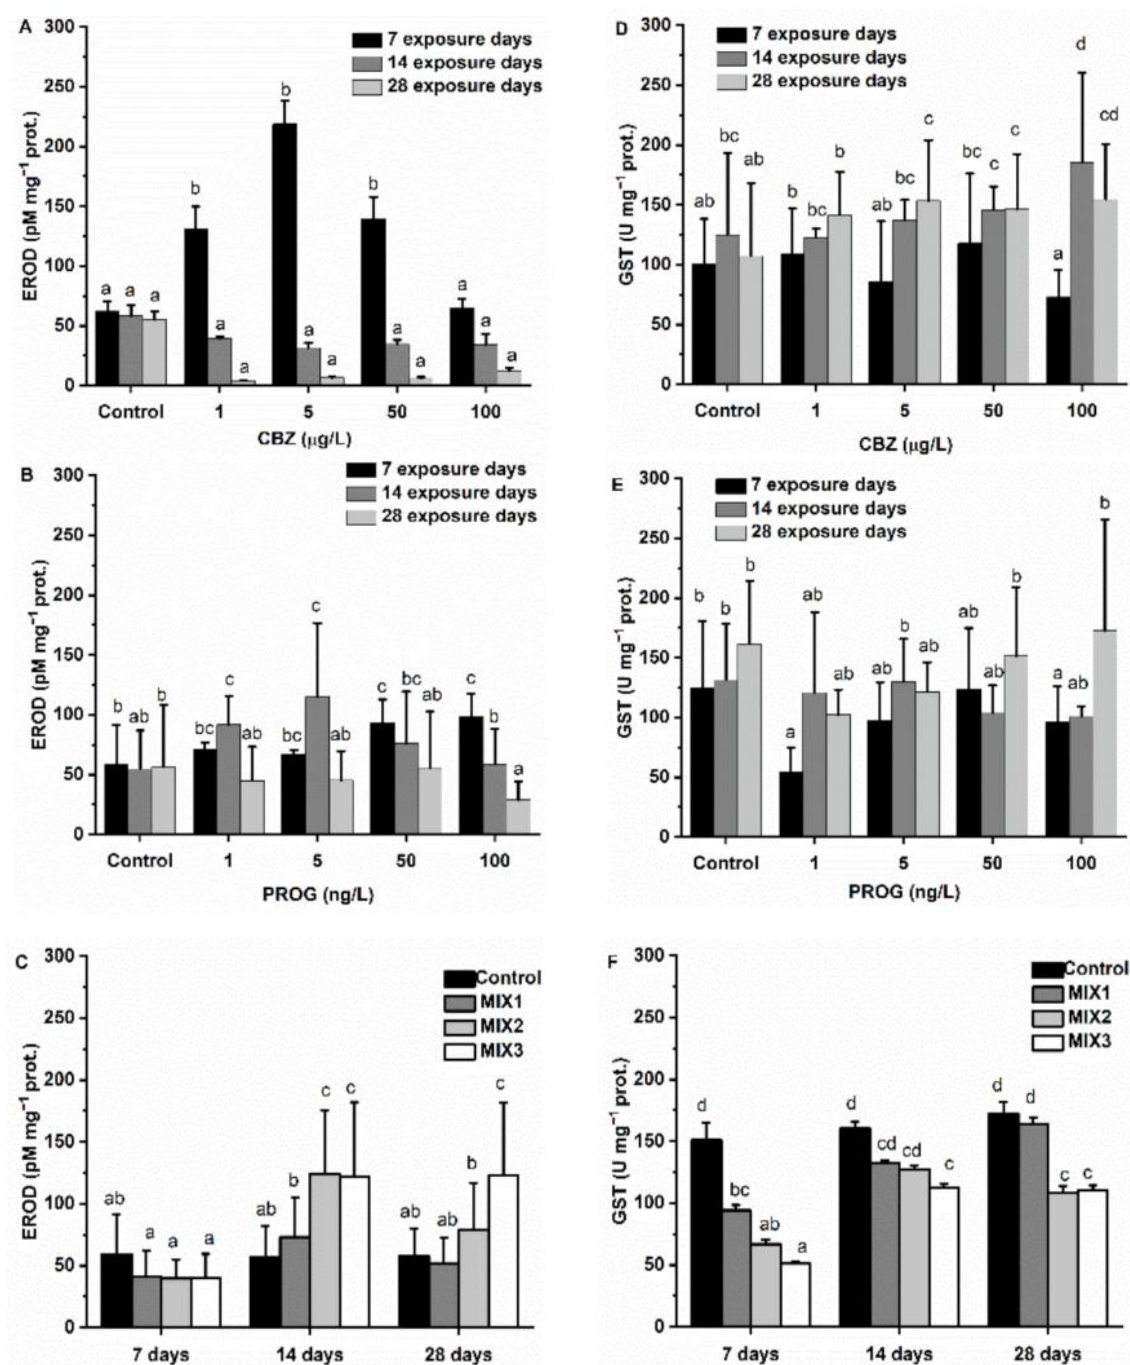 A
EROD (pM mg⁻¹ prot.)
300
250
200
150
100
50
0
7 exposure days
14 exposure days
28 exposure days
a a a
b a a
b a a
b a a
a a a
Control 1 5 50 100
CBZ (µg/L)
D
GST (U mg⁻¹ prot.)
300
250
200
150
100
50
0
7 exposure days
14 exposure days
28 exposure days
ab bc ab
b bc b
ab bc c
bc c c
a d cd
Control 1 5 50 100
CBZ (µg/L)
B
EROD (pM mg⁻¹ prot.)
300
250
200
150
100
50
0
7 exposure days
14 exposure days
28 exposure days
b ab b
bc c ab
bc c ab
c bc ab
c b a
Control 1 5 50 100
PROG (ng/L)
E
GST (U mg⁻¹ prot.)
300
250
200
150
100
50
0
7 exposure days
14 exposure days
28 exposure days
b b b
a ab ab
ab b ab
ab ab b
a ab b
Control 1 5 50 100
PROG (ng/L)
C
EROD (pM mg⁻¹ prot.)
300
250
200
150
100
50
0
Control
MIX1
MIX2
MIX3
ab a a a
ab b c c
ab ab b c
7 days 14 days 28 days
F
GST (U mg⁻¹ prot.)
300
250
200
150
100
50
0
Control
MIX1
MIX2
MIX3
d bc ab a
d cd cd c
d d c c
7 days 14 days 28 days